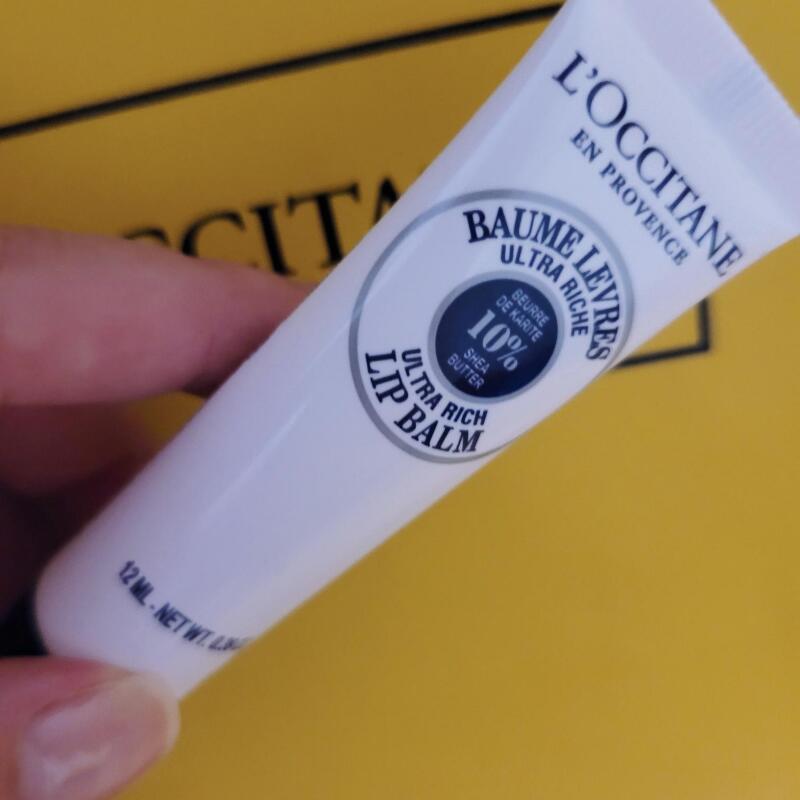 L'OCCITANE
EN PROVENCE
BAUME LEVRES
ULTRA RICHE
BEURRE
DE KARITE
10%
SHEA
BUTTER
ULTRA RICH
LIP BALM
12 ML - NET WT.